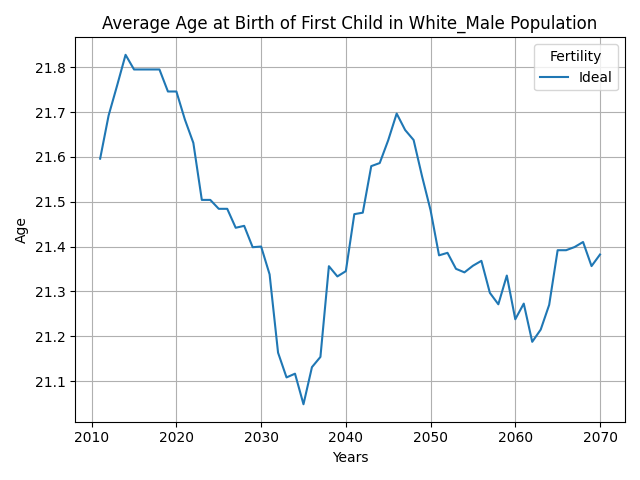 Average Age at Birth of First Child in White_Male Population
Fertility
Ideal
21.8
21.7
21.6
21.5
21.4
21.3
21.2
21.1
Age
2010 2020 2030 2040 2050 2060 2070
Years